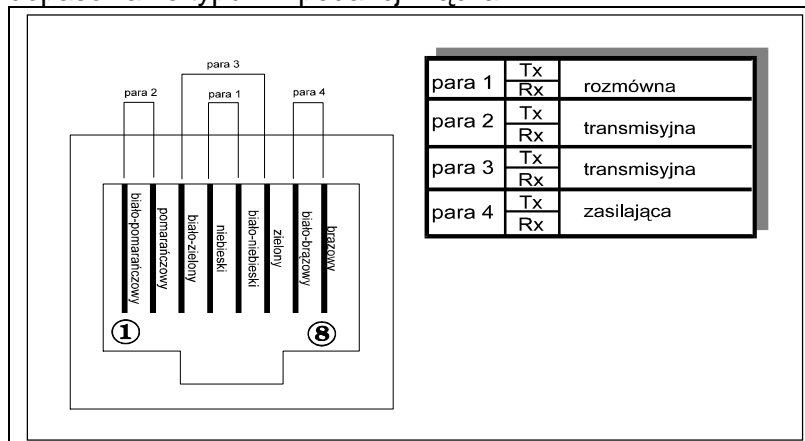 para 3
para 2
para 1
para 4
biało-pomarańczowy
pomarańczowy
biało-zielony
niebieski
biało-niebieski
zielony
biało-brązowy
brązowy
1
8
para 1 Tx Rx rozmówna
para 2 Tx Rx transmisyjna
para 3 Tx Rx transmisyjna
para 4 Tx Rx zasilająca